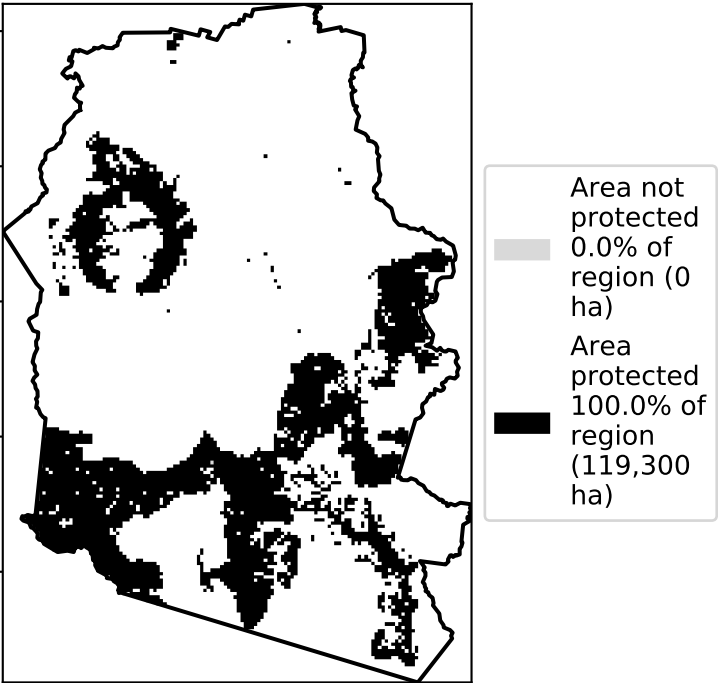 Area not
protected
0.0% of
region (0
ha)
Area
protected
100.0% of
region
(119,300
ha)